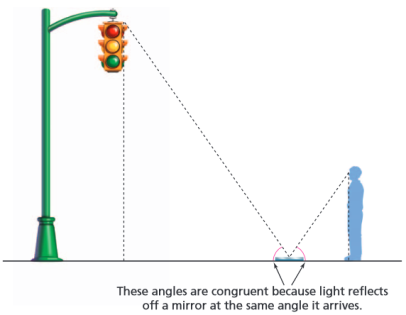 These angles are congruent because light reflects
off a mirror at the same angle it arrives.